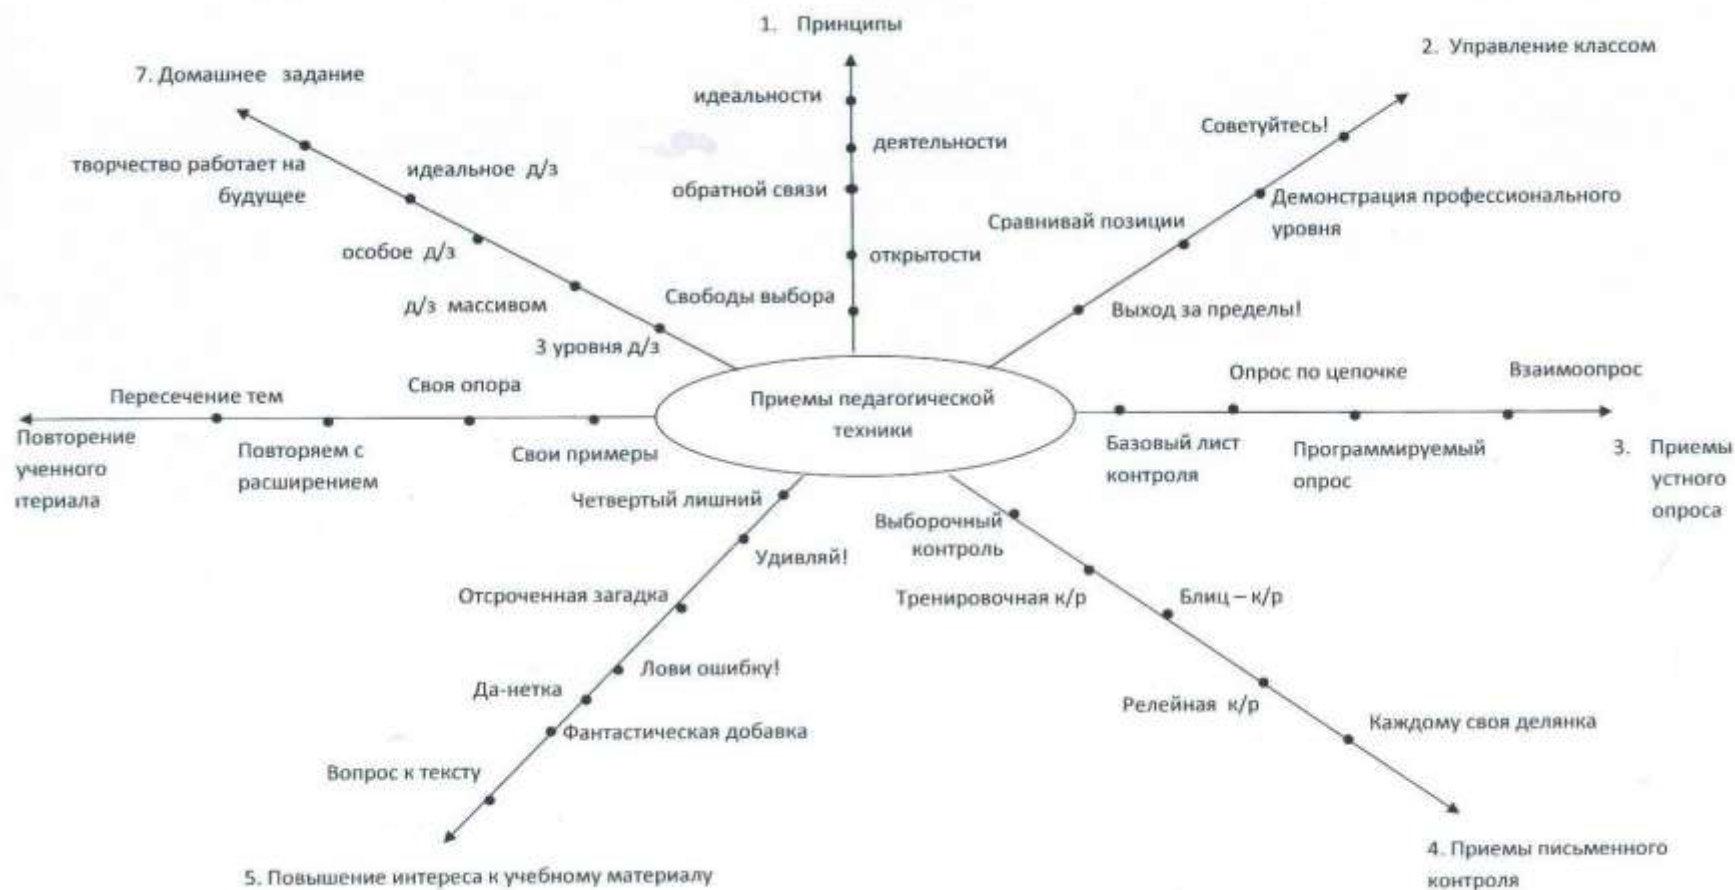 1. Принципы
2. Управление классом
7. Домашнее задание
идеальности
Советуйтесь!
деятельности
творчество работает на
будущее
идеальное д/з
обратной связи
Демонстрация профессионального
уровня
Сравнивай позиции
особое д/з
открытости
Свободы выбора
д/з массивом
Выход за пределы!
3 уровня д/з
Опрос по цепочке
Взаимоопрос
Своя опора
Пересечение тем
Приемы педагогической
техники
Повторение
ученного
териала
Повторяем с
расширением
Свои примеры
Базовый лист
контроля
Программируемый
опрос
3. Приемы
устного
опроса
Четвертый лишний
Выборочный
контроль
Удивляй!
Отсроченная загадка
Тренировочная к/р
Блиц – к/р
Лови ошибку!
Да-нетка
Релейная к/р
Фантастическая добавка
Каждому своя делянка
Вопрос к тексту
4. Приемы письменного
контроля
5. Повышение интереса к учебному материалу